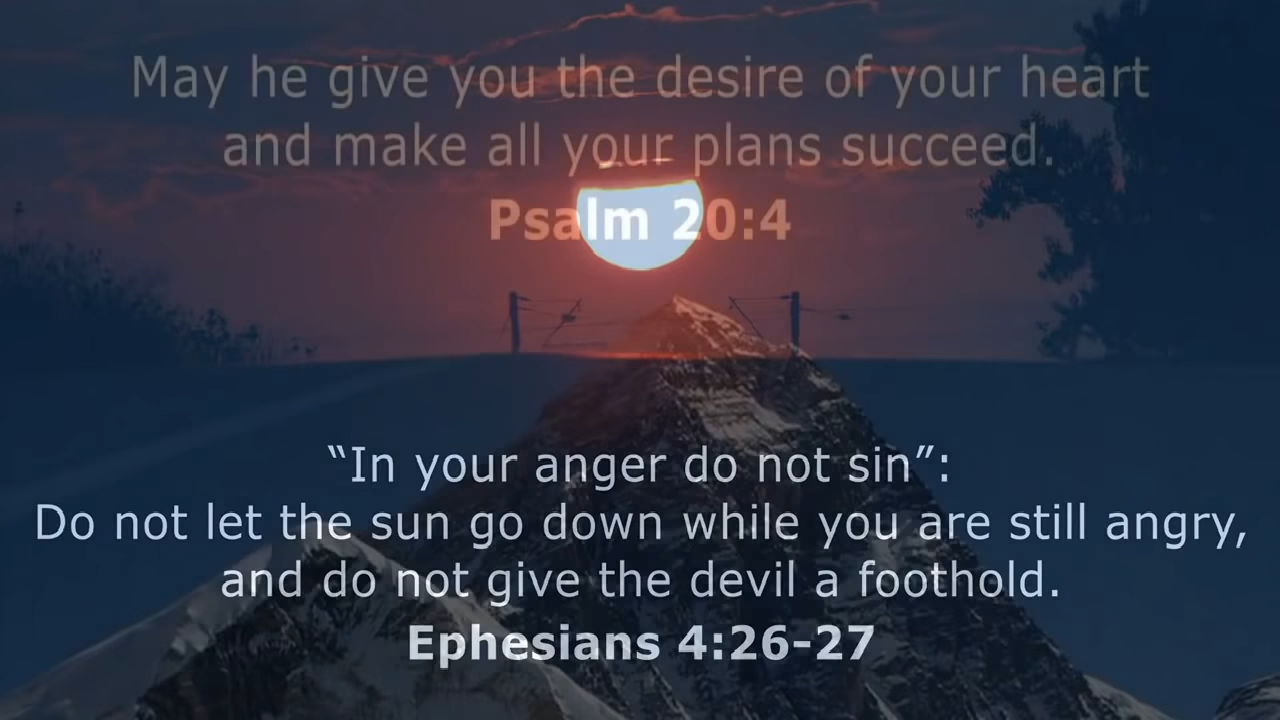 May he give you the desire of your heart
and make all your plans succeed.
Psalm 20:4
“In your anger do not sin”:
Do not let the sun go down while you are still angry,
and do not give the devil a foothold.
Ephesians 4:26-27